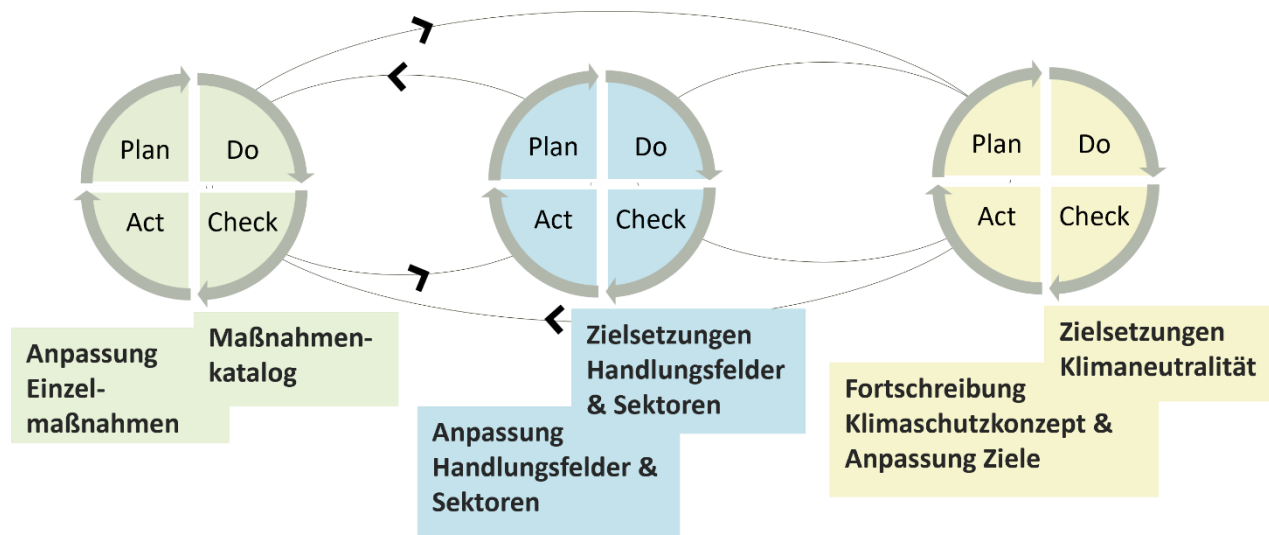 Plan
Do
Act
Check
Plan
Do
Act
Check
Plan
Do
Act
Check
Anpassung
Einzel-
maßnahmen
Maßnahmen-
katalog
Zielsetzungen
Handlungsfelder
& Sektoren
Anpassung
Handlungsfelder &
Sektoren
Zielsetzungen
Klimaneutralität
Fortschreibung
Klimaschutzkonzept &
Anpassung Ziele